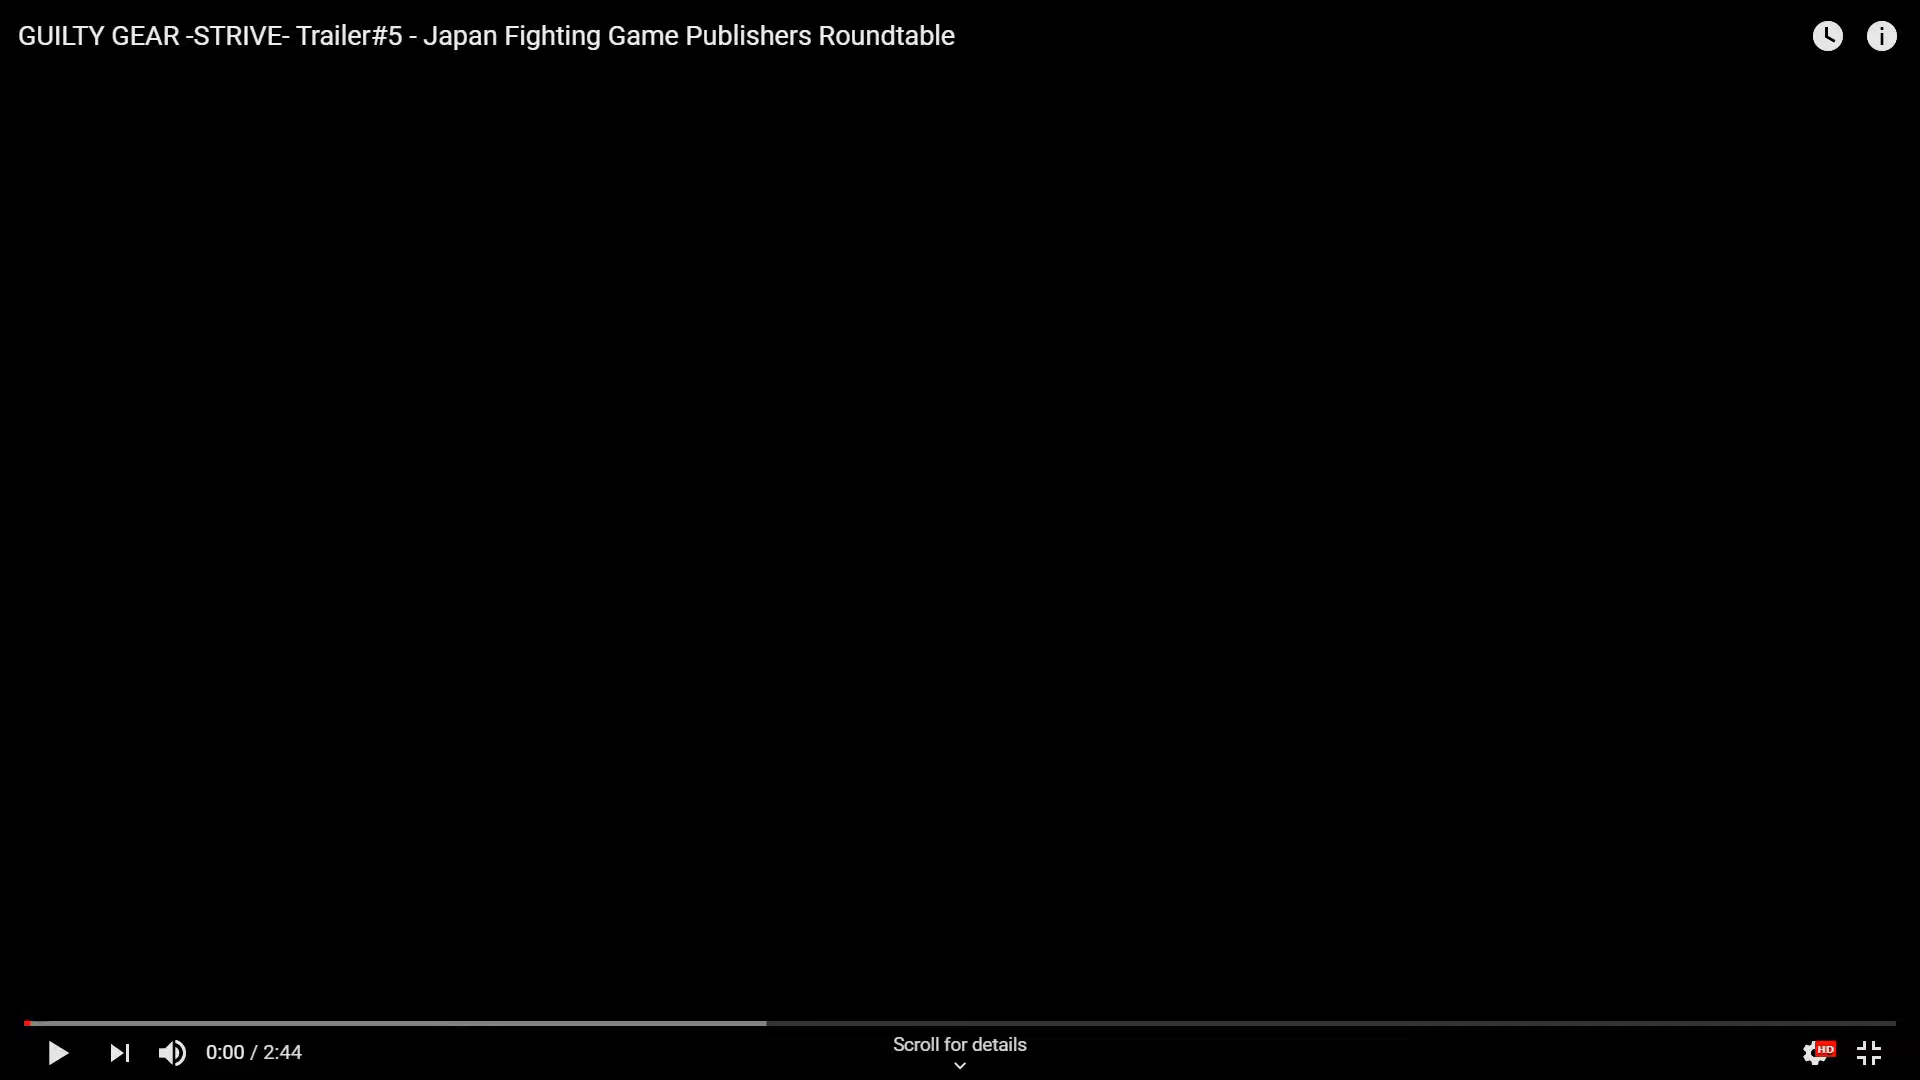 GUILTY GEAR -STRIVE- Trailer#5 - Japan Fighting Game Publishers Roundtable
0:00 / 2:44
Scroll for details
HD